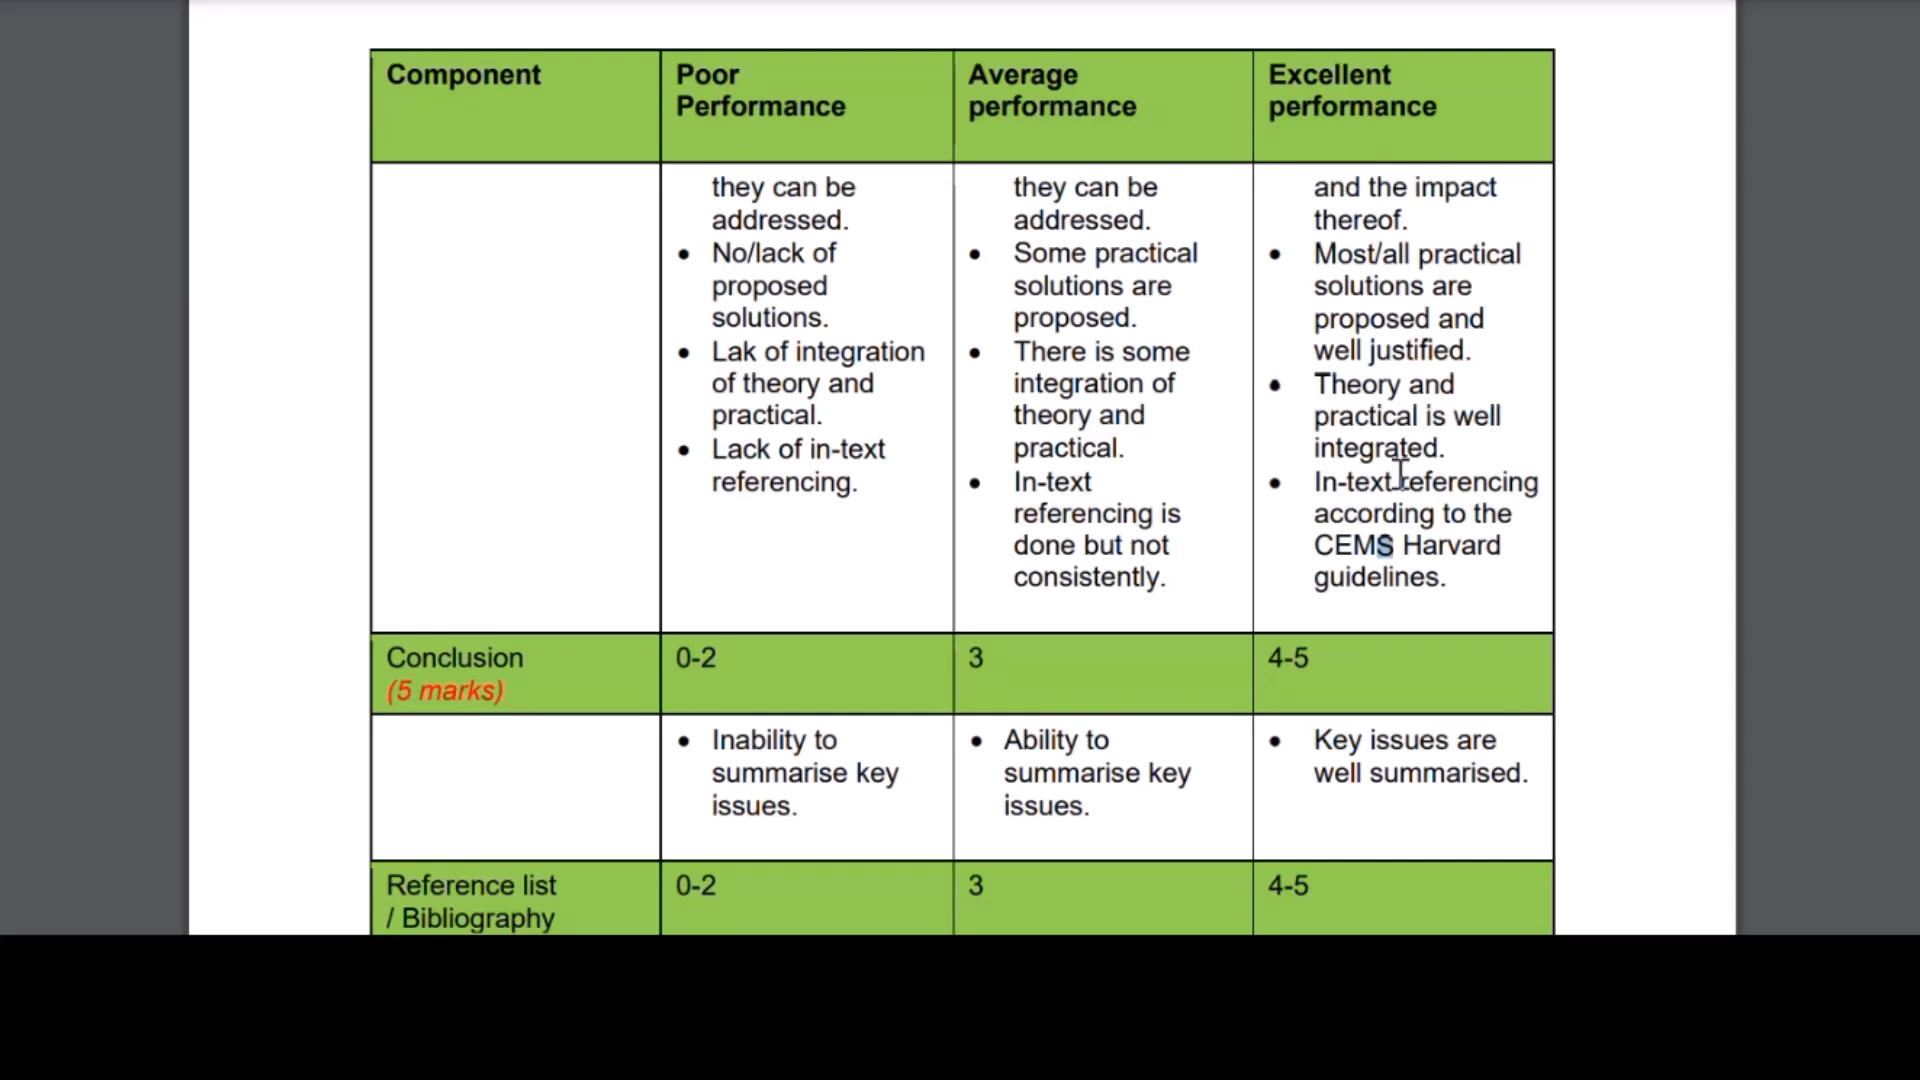 Component
Poor
Performance
Average
performance
Excellent
performance
they can be
addressed.
• No/lack of
proposed
solutions.
• Lak of integration
of theory and
practical.
• Lack of in-text
referencing.
they can be
addressed.
• Some practical
solutions are
proposed.
• There is some
integration of
theory and
practical.
• In-text
referencing is
done but not
consistently.
and the impact
thereof.
• Most/all practical
solutions are
proposed and
well justified.
• Theory and
practical is well
integrated.
• In-text referencing
according to the
CEMS Harvard
guidelines.
Conclusion
(5 marks)
0-2
3
4-5
• Inability to
summarise key
issues.
• Ability to
summarise key
issues.
• Key issues are
well summarised.
Reference list
/ Bibliography
0-2
3
4-5